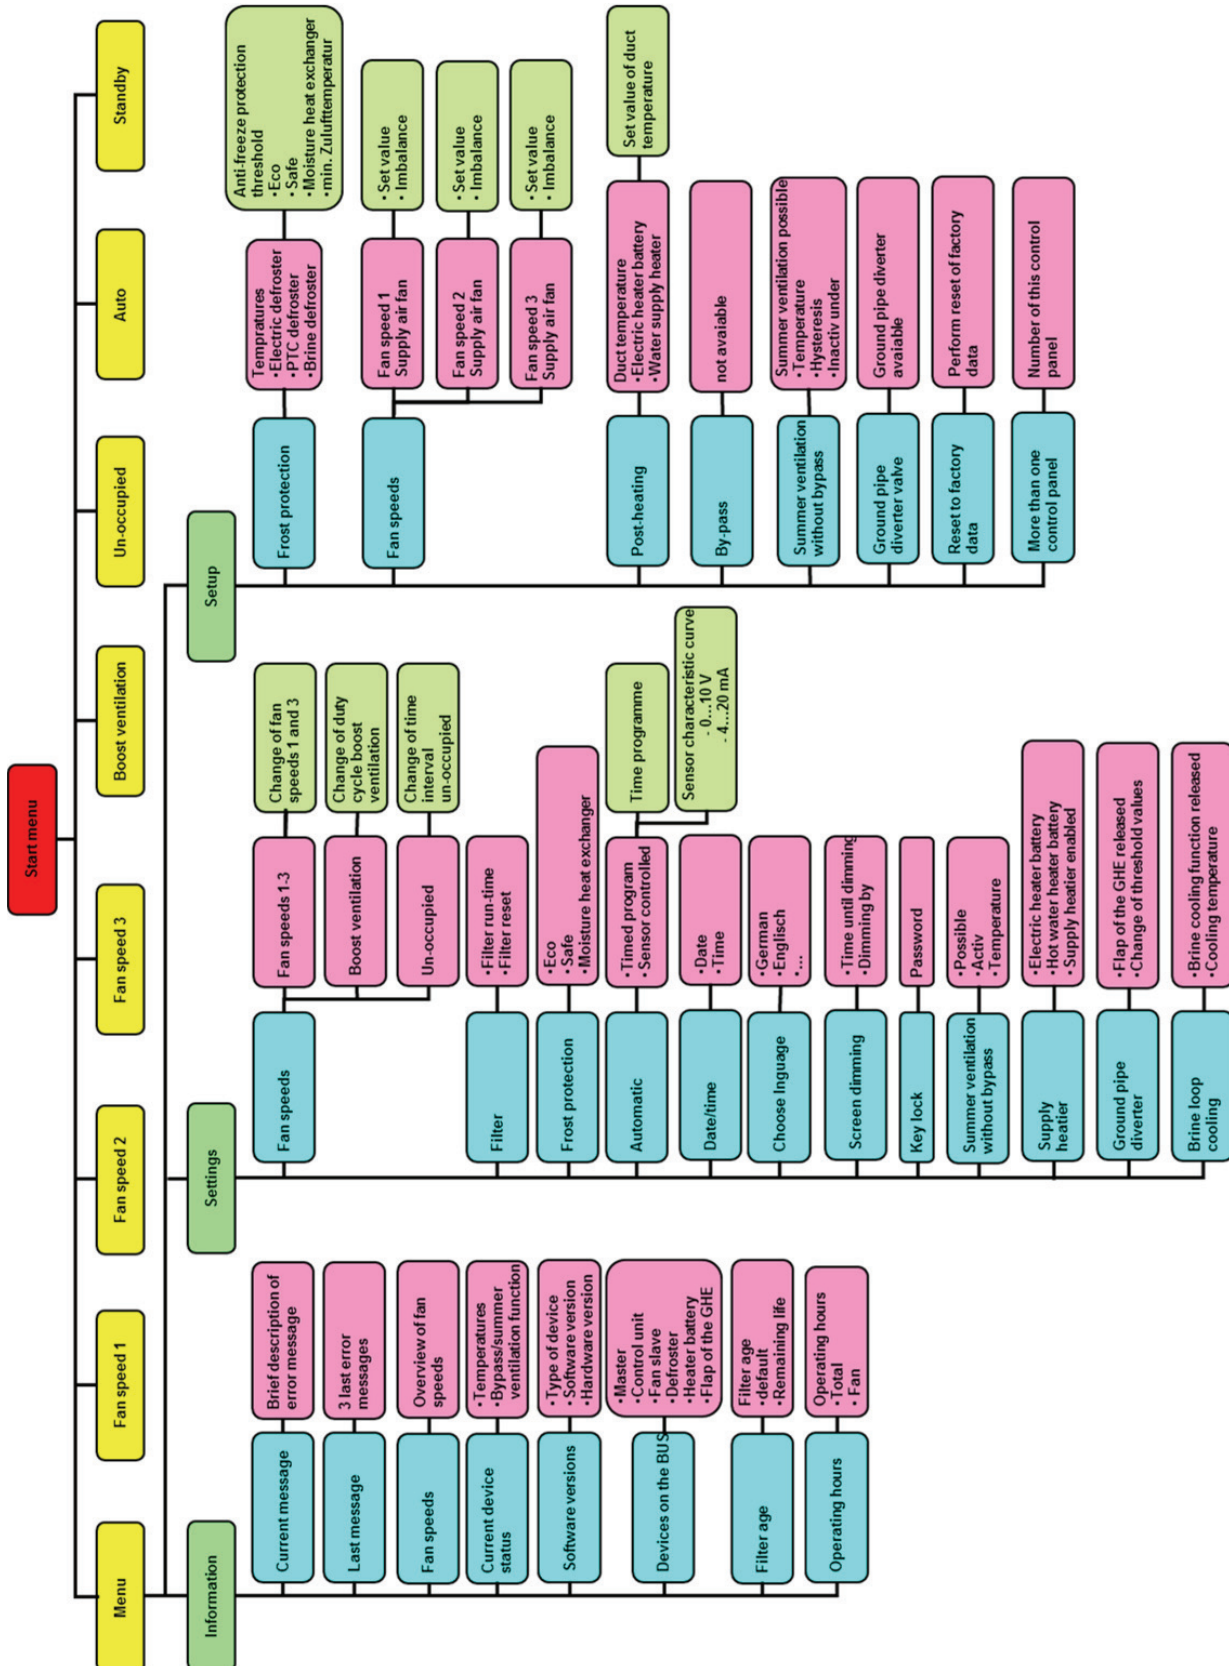 Start menu
Menu
Fan speed 1
Fan speed 2
Fan speed 3
Boost ventilation
Un-occupied
Auto
Standby
Information
Current message
Brief description of
error message
Last message
3 last error
messages
Fan speeds
Overview of fan
speeds
Current device
status
•Temperatures
•Bypass/summer
ventilation function
Software versions
•Type of device
•Software version
•Hardware version
Devices on the BUS
•Master
•Control unit
•Fan slave
•Defroster
•Heater battery
•Flap of the GHE
Filter age
Filter age
•default
•Remaining life
Operating hours
Operating hours
•Total
•Fan
Settings
Fan speeds
Fan speeds 1-3
Change of fan
speeds 1 and 3
Boost ventilation
Change of duty
cycle boost
ventilation
Un-occupied
Change of time
interval
un-occupied
Filter
•Filter run-time
•Filter reset
Frost protection
•Eco
•Safe
•Moisture heat exchanger
Automatic
•Timed program
•Sensor controlled
Time programme
Sensor characteristic curve
- 0...10 V
- 4...20 mA
Date/time
•Date
•Time
Choose lnguage
•German
•Englisch
•...
Screen dimming
•Time until dimming
•Dimming by
Key lock
Password
Summer ventilation
without bypass
•Possible
•Activ
•Temperature
Supply
heatier
•Electric heater battery
•Hot water heater battery
•Supply heatier enabled
Ground pipe
diverter
•Flap of the GHE released
•Change of threshold values
Brine loop
cooling
•Brine cooling function released
•Cooling temperature
Setup
Frost protection
Tempratures
•Electric defroster
•PTC defroster
•Brine defroster
Anti-freeze protection
threshold
•Eco
•Safe
•Moisture heat exchanger
•min. Zulufttemperatur
Fan speeds
Fan speed 1
Supply air fan
• Set value
• Imbalance
Fan speed 2
Supply air fan
• Set value
• Imbalance
Fan speed 3
Supply air fan
• Set value
• Imbalance
Post-heating
Duct temperature
•Electric heater battery
•Water supply heater
Set value of duct
temperature
By-pass
not avaiable
Summer ventilation
without bypass
Summer ventilation possible
•Temperature
•Hysteresis
•Inactiv under
Ground pipe
diverter valve
Ground pipe diverter
avaiable
Reset to factory
data
Perform reset of factory
data
More than one
control panel
Number of this control
panel